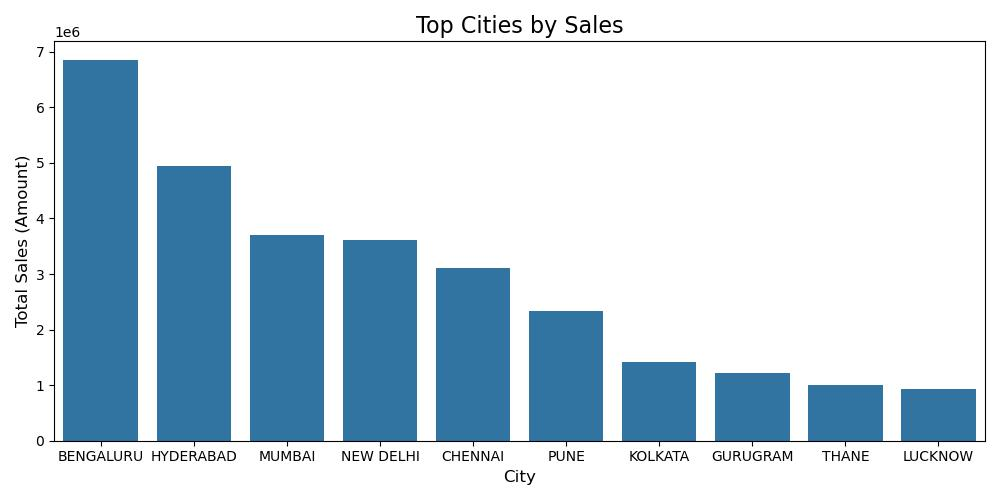 Top Cities by Sales
1e6
7
6
5
4
3
2
1
0
Total Sales (Amount)
BENGALURU HYDERABAD MUMBAI NEW DELHI CHENNAI PUNE KOLKATA GURUGRAM THANE LUCKNOW
City